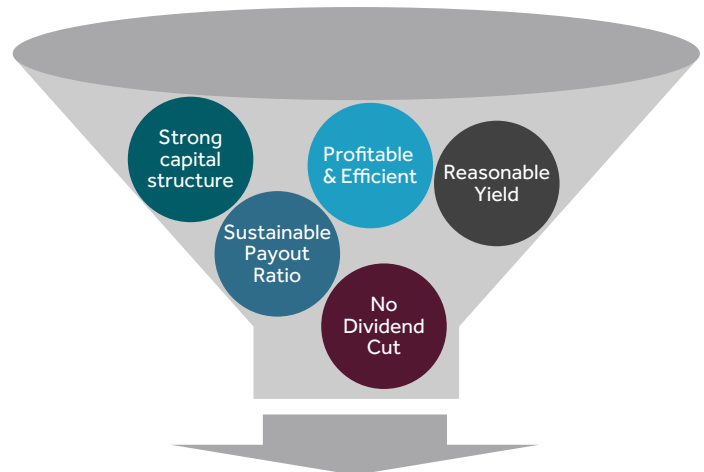 Strong
capital
structure
Profitable
& Efficient
Reasonable
Yield
Sustainable
Payout
Ratio
No
Dividend
Cut